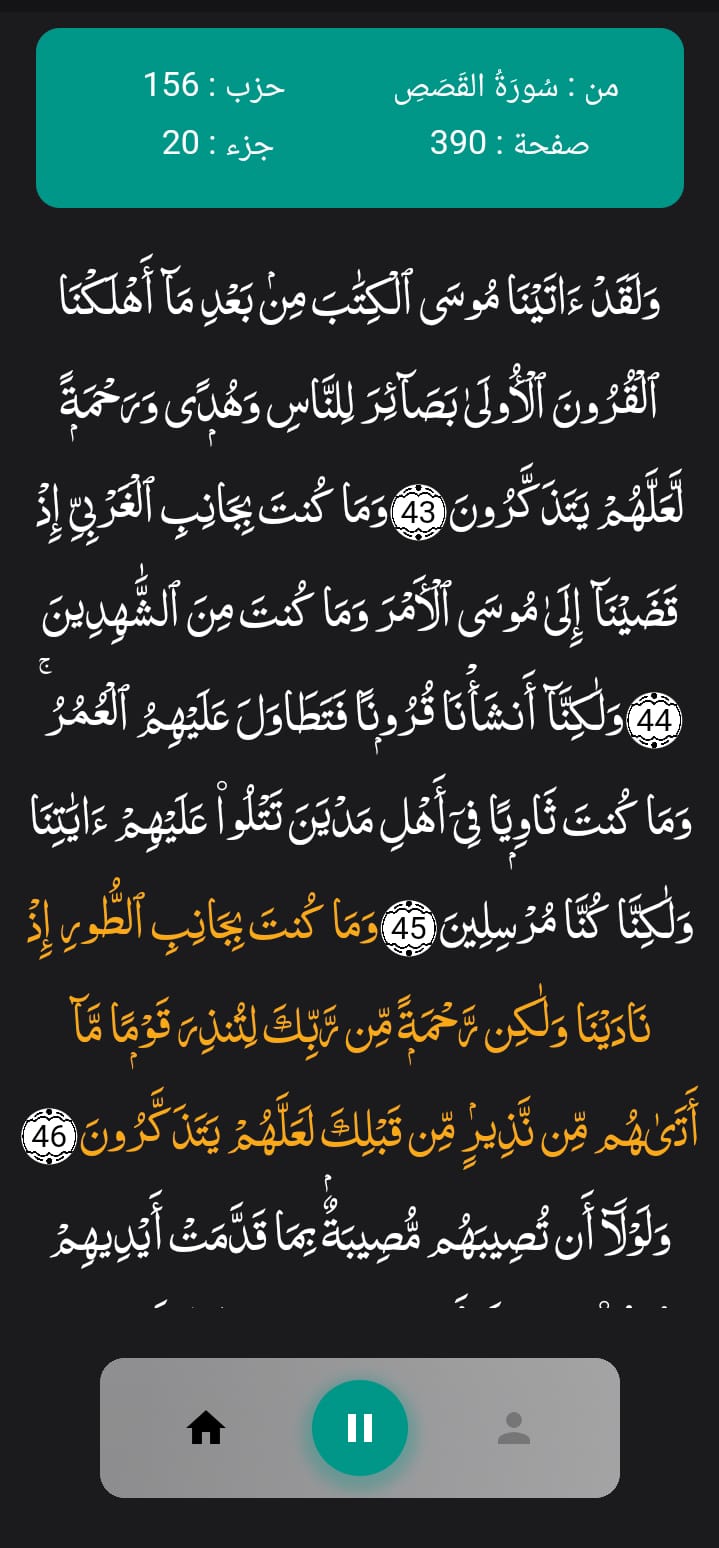 من : سُورَةُ القَصَصِ
حزب : 156
صفحة : 390
جزء : 20
وَلَقَدْ ءَاتَيْنَا مُوسَى ٱلْكِتَٰبَ مِنۢ بَعْدِ مَآ أَهْلَكْنَا
ٱلْقُرُونَ ٱلْأُولَىٰ بَصَآئِرَ لِلنَّاسِ وَهُدًۭى وَرَحْمَةًۭ
لَّعَلَّهُمْ يَتَذَكَّرُونَ 43 وَمَا كُنتَ بِجَانِبِ ٱلْغَرْبِىِّ إِذْ
قَضَيْنَآ إِلَىٰ مُوسَى ٱلْأَمْرَ وَمَا كُنتَ مِنَ ٱلشَّٰهِدِينَ
44 وَلَٰكِنَّآ أَنشَأْنَا قُرُونًۭا فَتَطَاوَلَ عَلَيْهِمُ ٱلْعُمُرُ ۚ
وَمَا كُنتَ ثَاوِيًۭا فِىٓ أَهْلِ مَدْيَنَ تَتْلُوا۟ عَلَيْهِمْ ءَايَٰتِنَا
وَلَٰكِنَّا كُنَّا مُرْسِلِينَ 45 وَمَا كُنتَ بِجَانِبِ ٱلطُّورِ إِذْ
نَادَيْنَا وَلَٰكِن رَّحْمَةًۭ مِّن رَّبِّكَ لِتُنذِرَ قَوْمًۭا مَّآ
أَتَىٰهُم مِّن نَّذِيرٍۢ مِّن قَبْلِكَ لَعَلَّهُمْ يَتَذَكَّرُونَ 46
وَلَوْلَآ أَن تُصِيبَهُم مُّصِيبَةٌۢ بِمَا قَدَّمَتْ أَيْدِيهِمْ